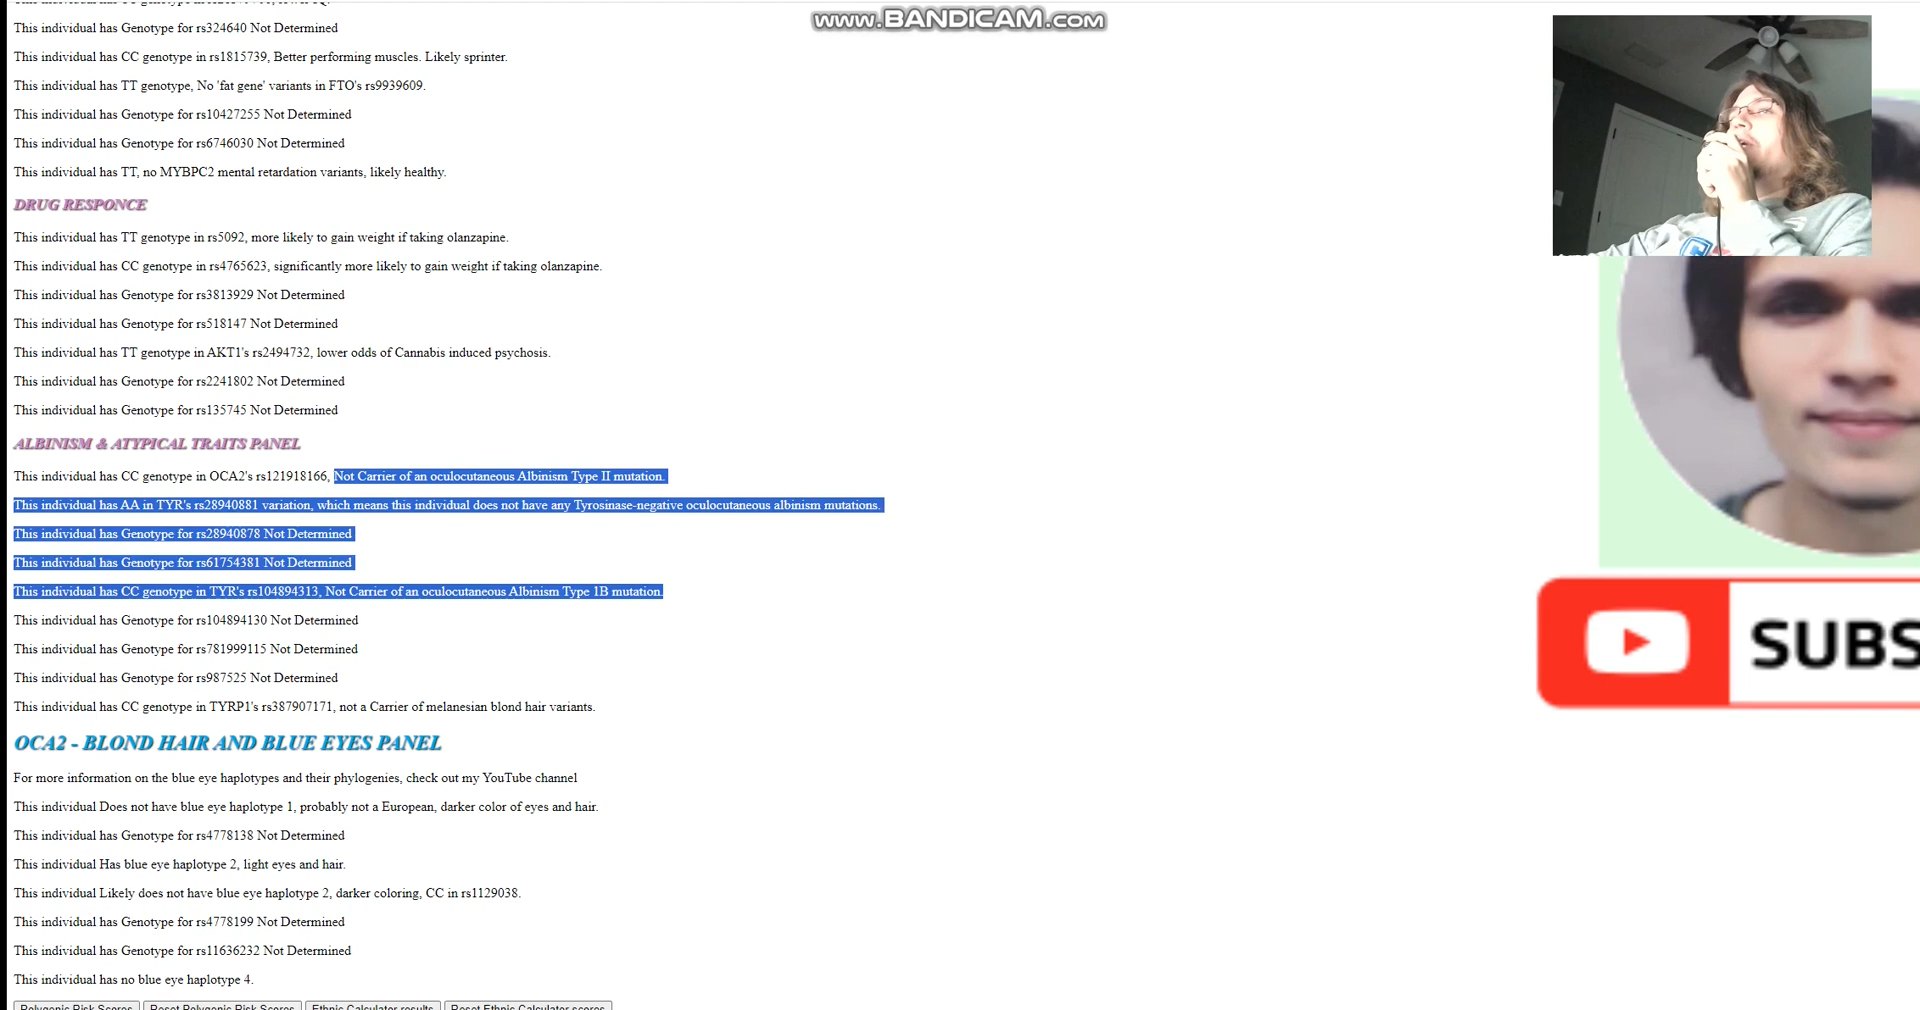 www.BANDICAM.com
This individual has Genotype for rs324640 Not Determined
This individual has CC genotype in rs1815739, Better performing muscles. Likely sprinter.
This individual has TT genotype, No 'fat gene' variants in FTO's rs9939609.
This individual has Genotype for rs10427255 Not Determined
This individual has Genotype for rs6746030 Not Determined
This individual has TT, no MYBPC2 mental retardation variants, likely healthy.
DRUG RESPONCE
This individual has TT genotype in rs5092, more likely to gain weight if taking olanzapine.
This individual has CC genotype in rs4765623, significantly more likely to gain weight if taking olanzapine.
This individual has Genotype for rs3813929 Not Determined
This individual has Genotype for rs518147 Not Determined
This individual has TT genotype in AKT1's rs2494732, lower odds of Cannabis induced psychosis.
This individual has Genotype for rs2241802 Not Determined
This individual has Genotype for rs135745 Not Determined
ALBINISM & ATYPICAL TRAITS PANEL
This individual has CC genotype in OCA2's rs121918166, Not Carrier of an oculocutaneous Albinism Type II mutation.
This individual has AA in TYR's rs28940881 variation, which means this individual does not have any Tyrosinase-negative oculocutaneous albinism mutations.
This individual has Genotype for rs28940878 Not Determined
This individual has Genotype for rs61754381 Not Determined
This individual has CC genotype in TYR's rs104894313, Not Carrier of an oculocutaneous Albinism Type 1B mutation.
This individual has Genotype for rs104894130 Not Determined
This individual has Genotype for rs781999115 Not Determined
This individual has Genotype for rs987525 Not Determined
This individual has CC genotype in TYRP1's rs387907171, not a Carrier of melanesian blond hair variants.
SUBS
OCA2 - BLOND HAIR AND BLUE EYES PANEL
For more information on the blue eye haplotypes and their phylogenies, check out my YouTube channel
This individual Does not have blue eye haplotype 1, probably not a European, darker color of eyes and hair.
This individual has Genotype for rs4778138 Not Determined
This individual Has blue eye haplotype 2, light eyes and hair.
This individual Likely does not have blue eye haplotype 2, darker coloring, CC in rs1129038.
This individual has Genotype for rs4778199 Not Determined
This individual has Genotype for rs11636232 Not Determined
This individual has no blue eye haplotype 4.
Polygenic Risk Scores Reset Polygenic Risk Scores Ethnic Calculator results Reset Ethnic Calculator scores